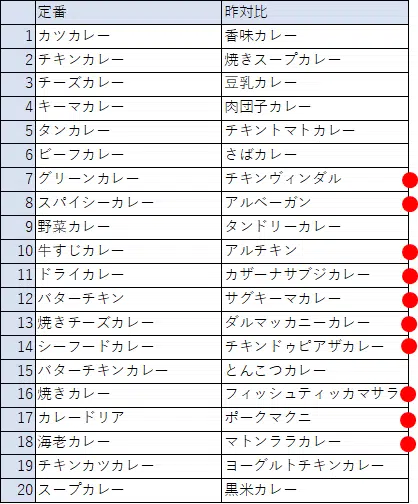 定番 昨対比
1 カツカレー 香味カレー
2 チキンカレー 焼きスープカレー
3 チーズカレー 豆乳カレー
4 キーマカレー 肉団子カレー
5 タンカレー チキントマトカレー
6 ビーフカレー さばカレー
7 グリーンカレー チキンヴィンダル
8 スパイシーカレー アルベーガン
9 野菜カレー タンドリーカレー
10 牛すじカレー アルチキン
11 ドライカレー カザーナサブジカレー
12 バターチキン サグキーマカレー
13 焼きチーズカレー ダルマッカニーカレー
14 シーフードカレー チキンドゥピアザカレー
15 バターチキンカレー とんこつカレー
16 焼きカレー フィッシュティッカマサラ
17 カレードリア ポークマクニ
18 海老カレー マトンララカレー
19 チキンカツカレー ヨーグルトチキンカレー
20 スープカレー 黒米カレー